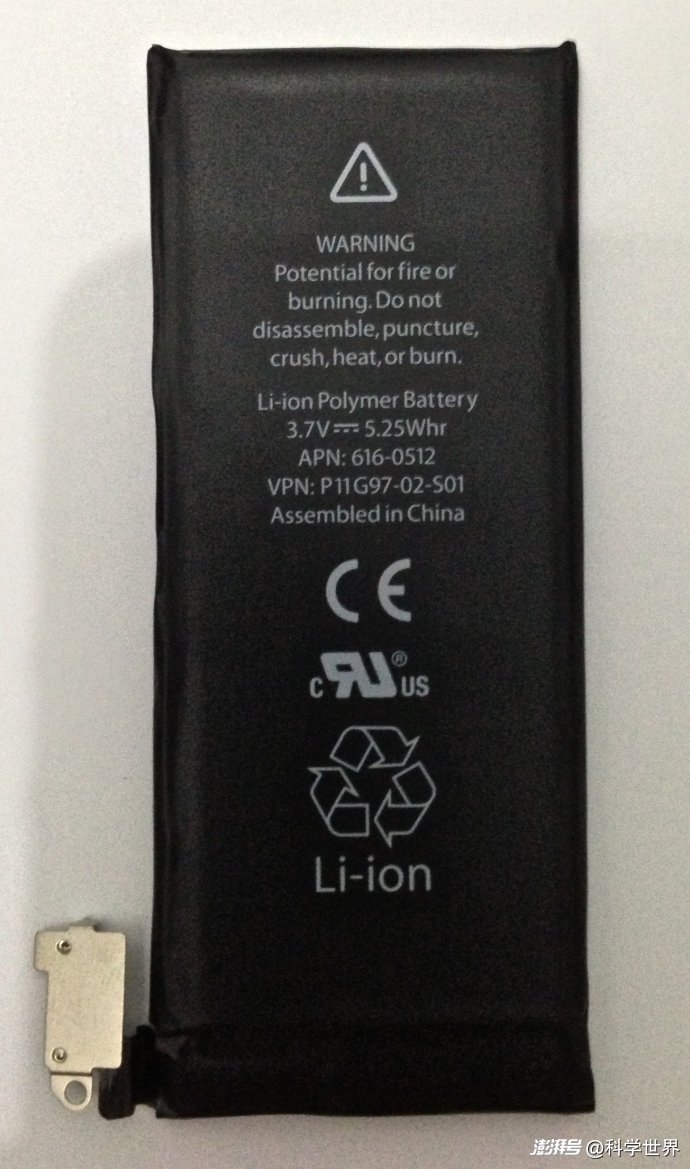 WARNING
Potential for fire or
burning. Do not
disassemble, puncture,
crush, heat, or burn.
Li-ion Polymer Battery
3.7V⎓5.25Whr
APN: 616-0512
VPN: P11G97-02-S01
Assembled in China
CE
c RU® US
Li-ion
澎湃号@科学世界